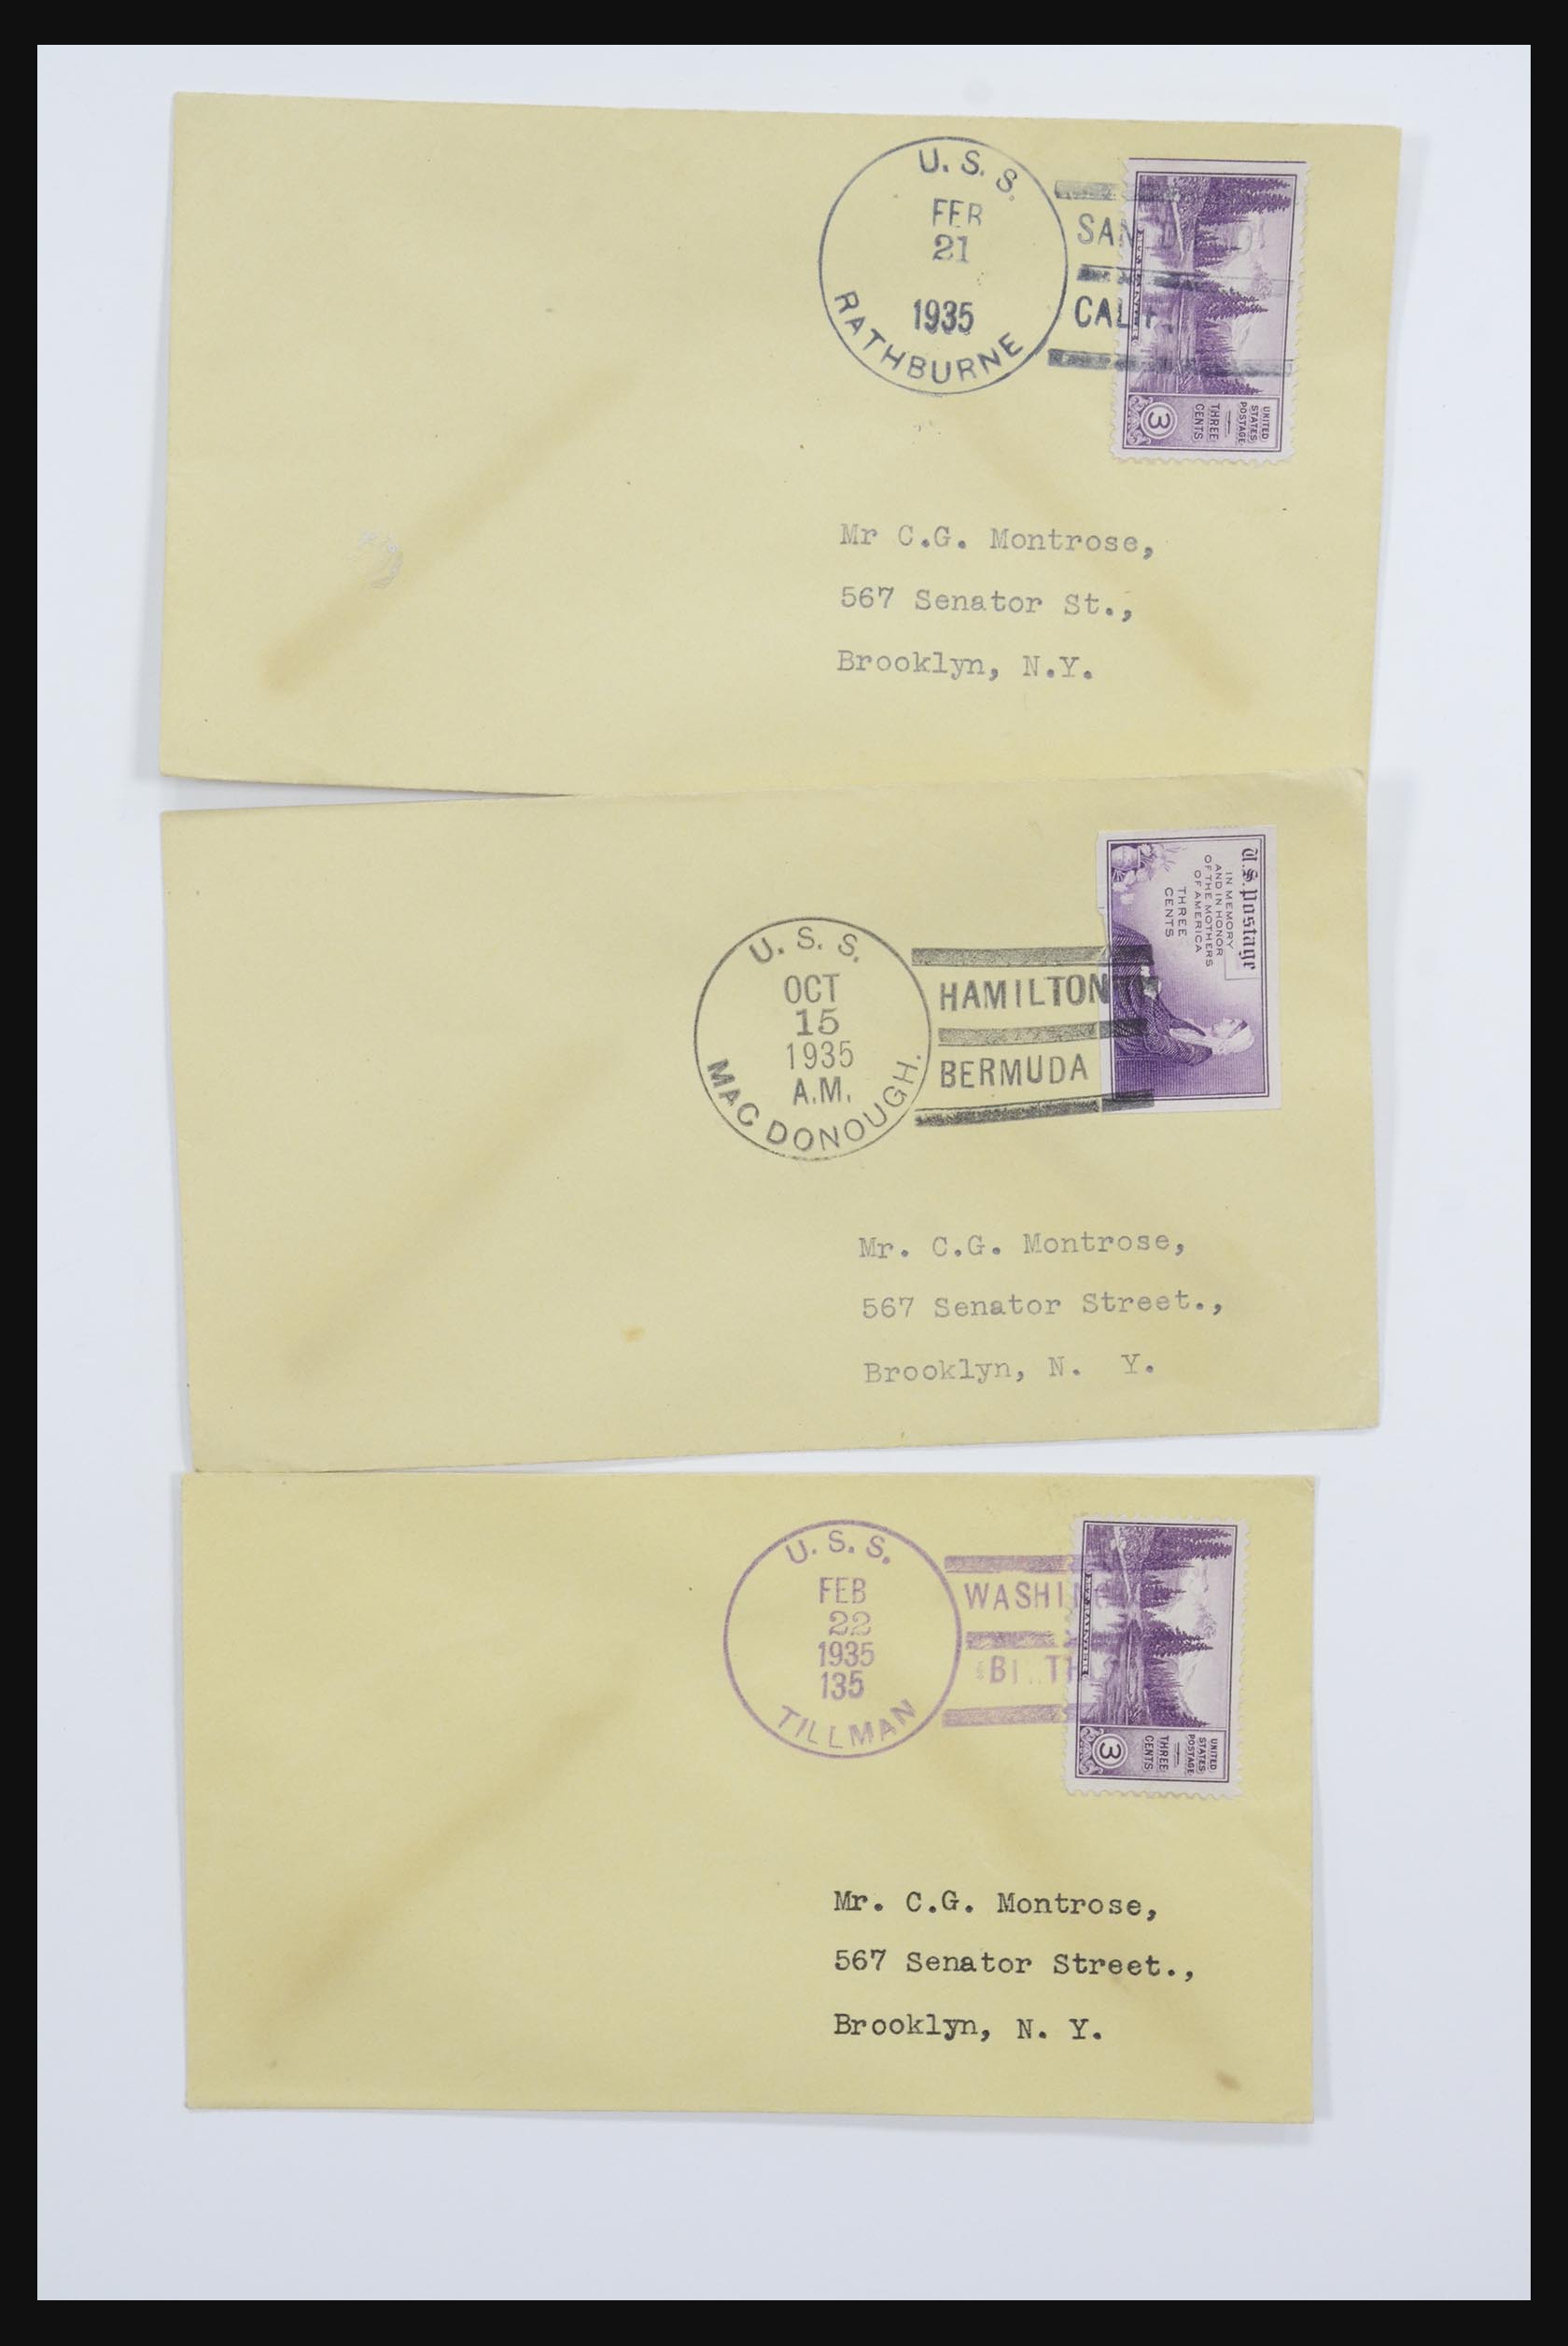 U. S. S.
FEB
21
1935
RATHBURNE
SAN
CALIF.
UNITED
STATES
POSTAGE
THREE
CENTS
3
Mr C.G. Montrose,
567 Senator St.,
Brooklyn, N.Y.
U. S. S.
OCT
15
1935
A.M.
MAC DONOUGH.
HAMILTON
BERMUDA
U.S. Postage
IN MEMORY
AND IN HONOR
OF THE MOTHERS
OF AMERICA
THREE
CENTS
Mr. C.G. Montrose,
567 Senator Street.,
Brooklyn, N. Y.
U. S. S.
FEB
22
1935
135
TILLMAN
UNITED
STATES
POSTAGE
THREE
CENTS
3
Mr. C.G. Montrose,
567 Senator Street.,
Brooklyn, N. Y.